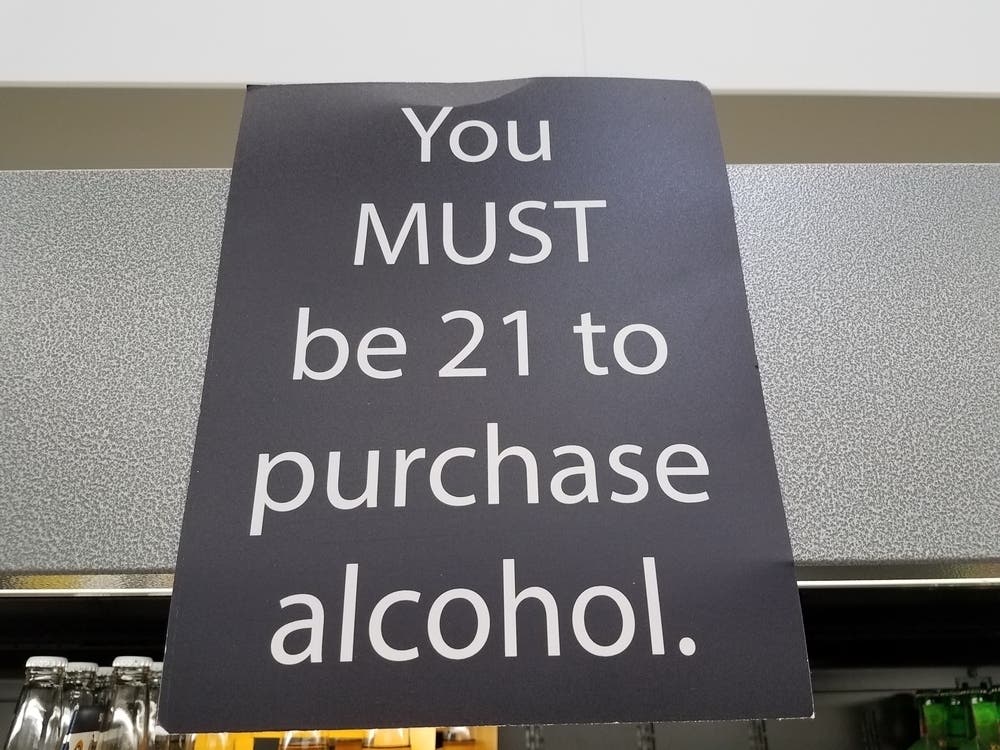 You
MUST
be 21 to
purchase
alcohol.